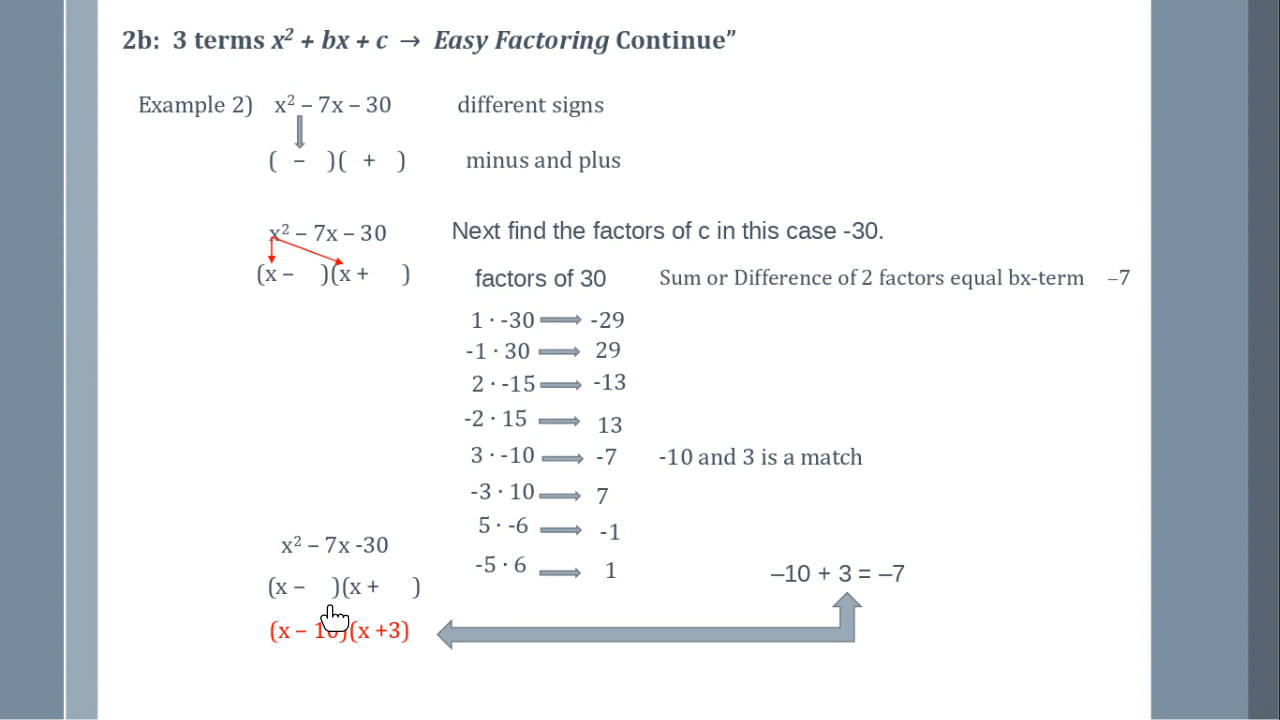 2b: 3 terms x² + bx + c → Easy Factoring Continue”
Example 2) x² – 7x – 30 different signs
( – )( + ) minus and plus
x² – 7x – 30 Next find the factors of c in this case -30.
(x – )(x + ) factors of 30 Sum or Difference of 2 factors equal bx-term –7
1 · -30 -29
-1 · 30 29
2 · -15 -13
-2 · 15 13
3 · -10 -7 -10 and 3 is a match
-3 · 10 7
5 · -6 -1
-5 · 6 1
x² – 7x -30
(x – )(x + ) –10 + 3 = –7
(x – 10)(x +3)